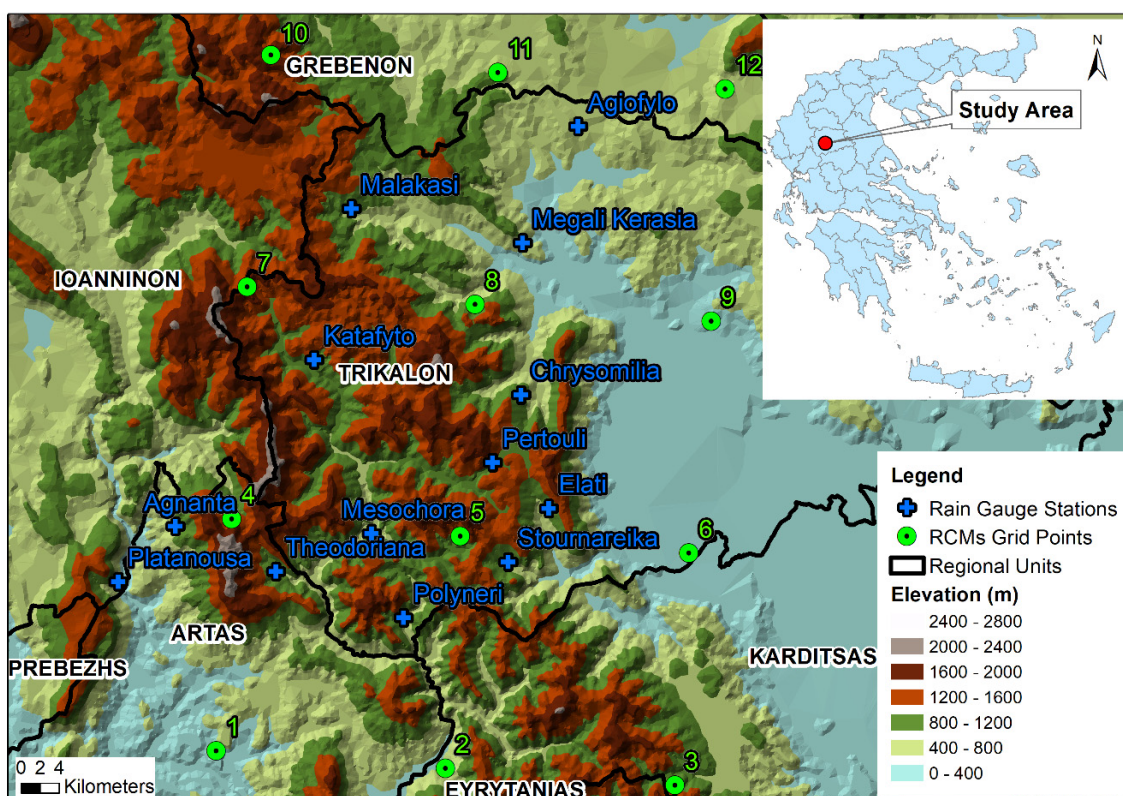 10
GREBENON
11
12
Agiofylo
N
Study Area
Malakasi
Megali Kerasia
IOANNINON
7
8
9
Katafyto
TRIKALON
Chrysomilia
Pertouli
Elati
Agnanta
4
Mesochora
5
Stournareika
6
Platanousa
Theodoriana
Polyneri
ARTAS
PREBEZHS
KARDITSAS
1
2
3
EYRYTANIAS
0 2 4
Kilometers
Legend
Rain Gauge Stations
RCMs Grid Points
Regional Units
Elevation (m)
2400 - 2800
2000 - 2400
1600 - 2000
1200 - 1600
800 - 1200
400 - 800
0 - 400